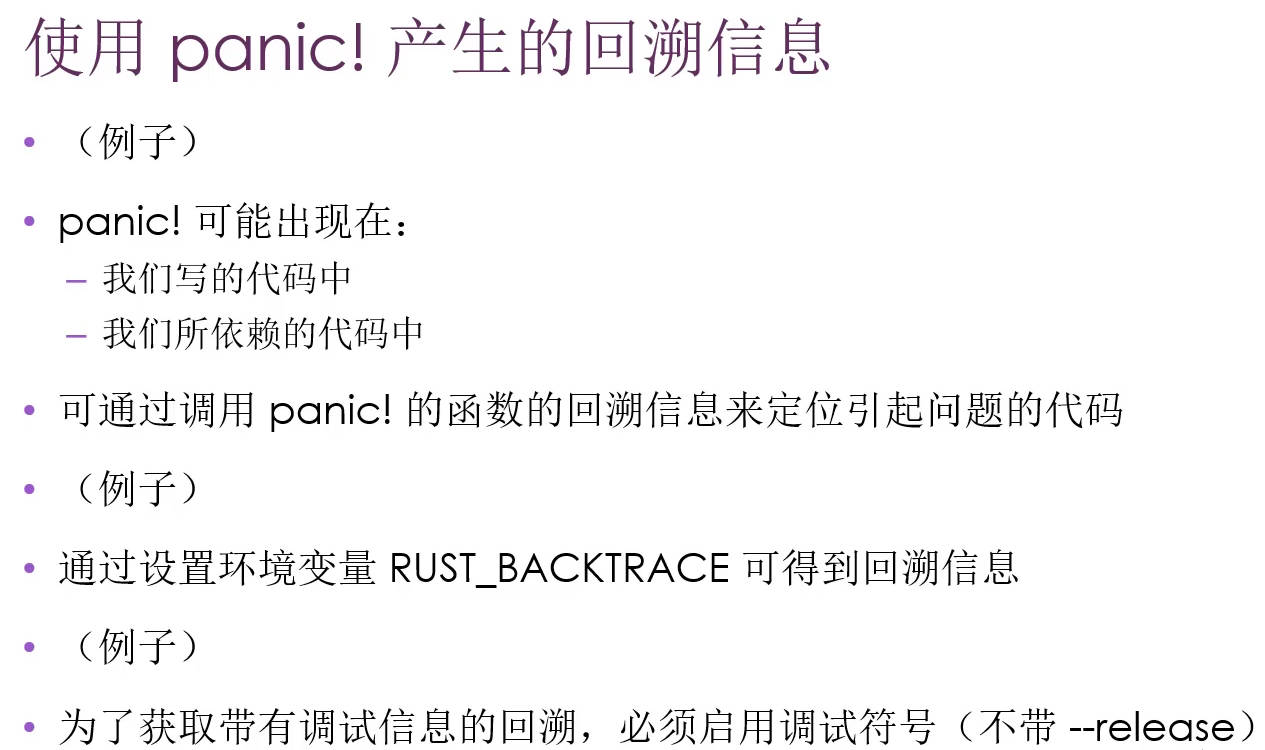 使用 panic! 产生的回溯信息
• （例子）
• panic! 可能出现在：
– 我们写的代码中
– 我们所依赖的代码中
• 可通过调用 panic! 的函数的回溯信息来定位引起问题的代码
• （例子）
• 通过设置环境变量 RUST_BACKTRACE 可得到回溯信息
• （例子）
• 为了获取带有调试信息的回溯，必须启用调试符号（不带 --release）